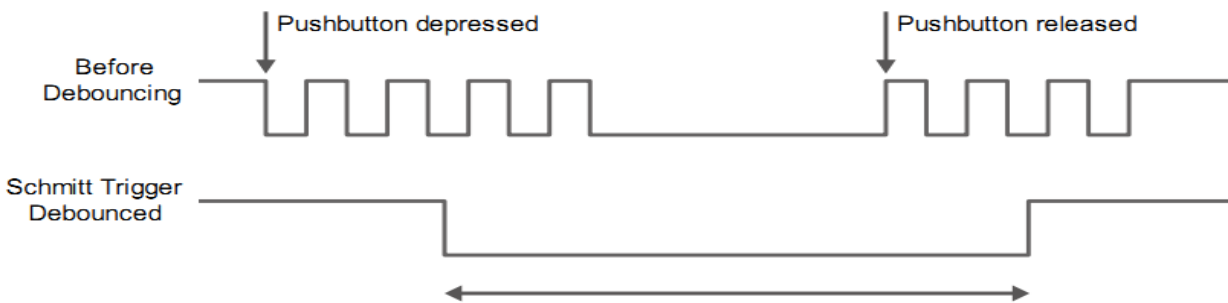 Pushbutton depressed
Pushbutton released
Before
Debouncing
Schmitt Trigger
Debounced